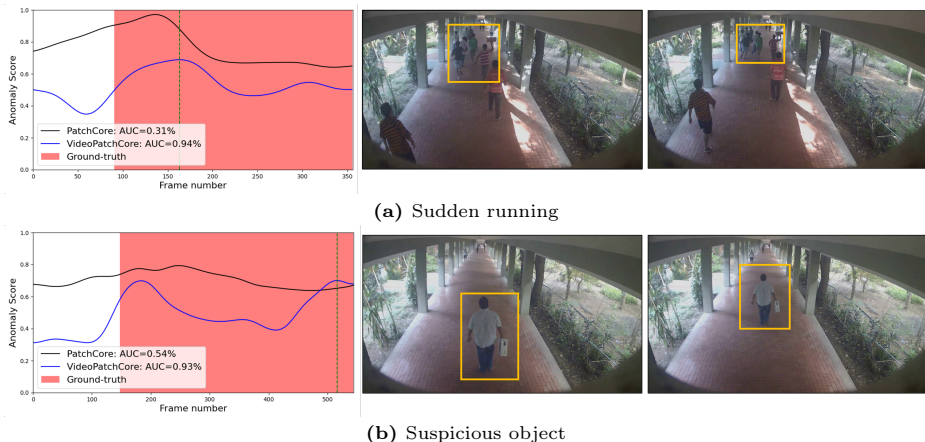 1.0
0.8
0.6
0.4
0.2
0.0
Anomaly Score
PatchCore: AUC=0.31%
VideoPatchCore: AUC=0.94%
Ground-truth
0 50 100 150 200 250 300 350
Frame number
(a) Sudden running
1.0
0.8
0.6
0.4
0.2
0.0
Anomaly Score
PatchCore: AUC=0.54%
VideoPatchCore: AUC=0.93%
Ground-truth
0 100 200 300 400 500
Frame number
(b) Suspicious object